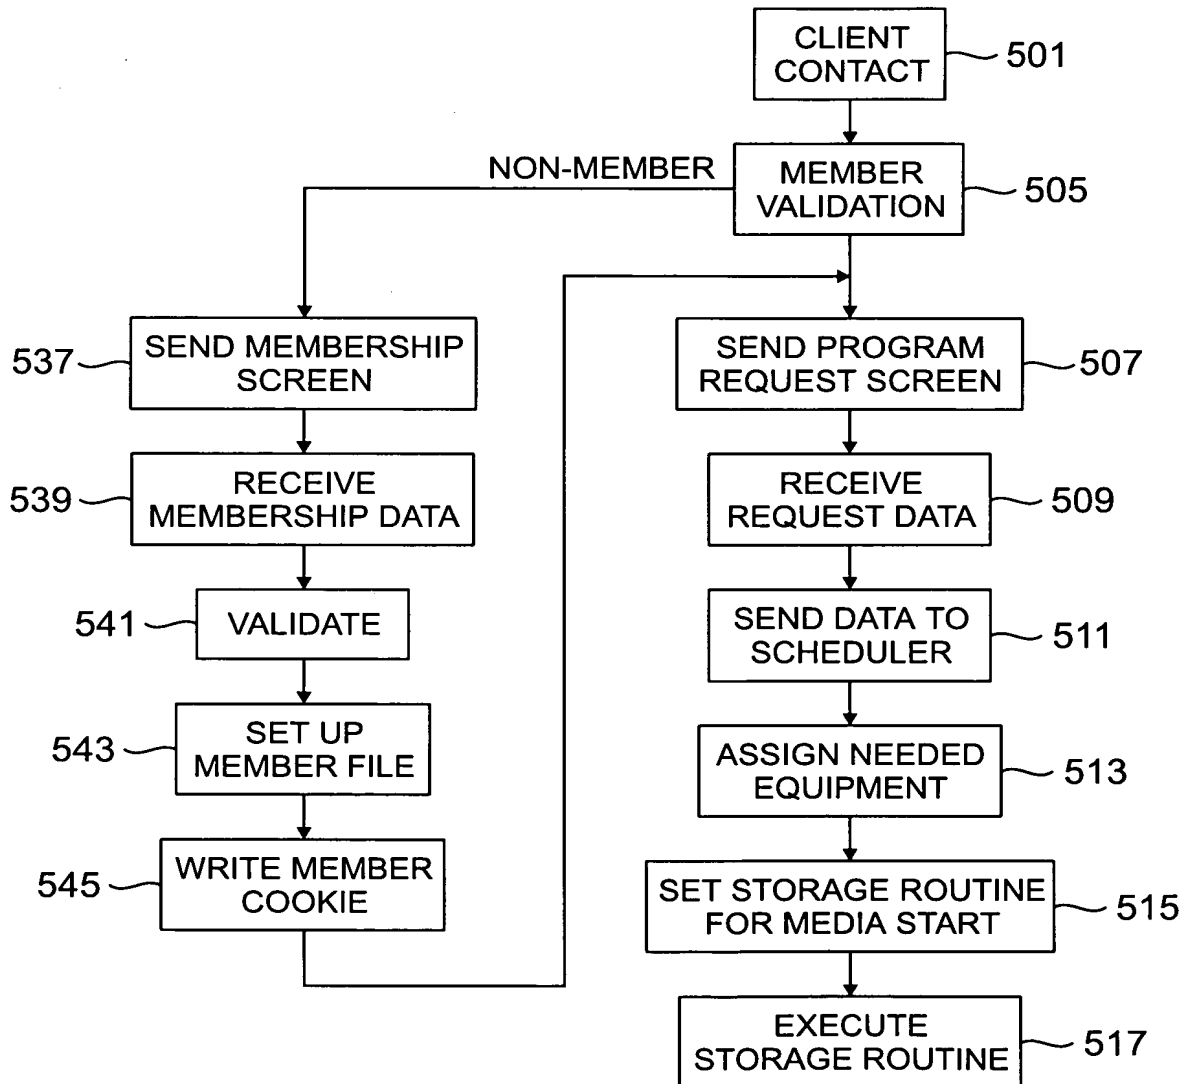 CLIENT
CONTACT
501
MEMBER
VALIDATION
505
NON-MEMBER
SEND MEMBERSHIP
SCREEN
537
RECEIVE
MEMBERSHIP DATA
539
VALIDATE
541
SET UP
MEMBER FILE
543
WRITE MEMBER
COOKIE
545
SEND PROGRAM
REQUEST SCREEN
507
RECEIVE
REQUEST DATA
509
SEND DATA TO
SCHEDULER
511
ASSIGN NEEDED
EQUIPMENT
513
SET STORAGE ROUTINE
FOR MEDIA START
515
EXECUTE
STORAGE ROUTINE
517